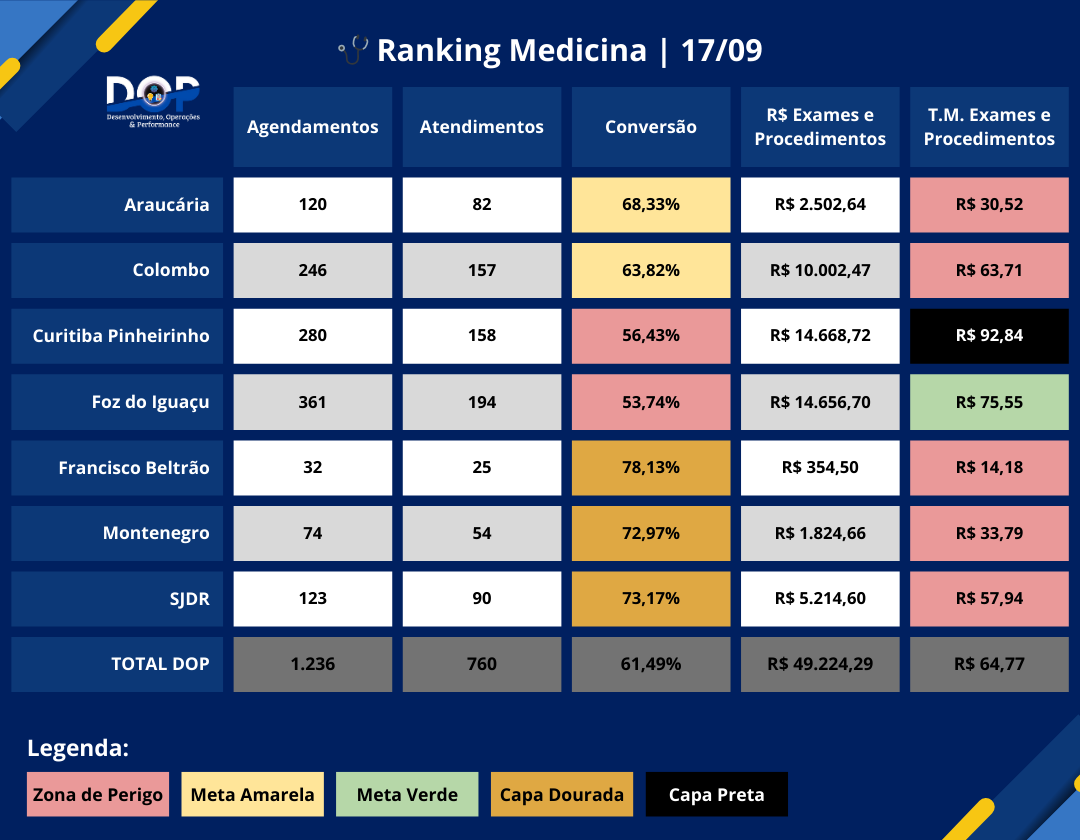 Ranking Medicina | 17/09
DOP
Desenvolvimento, Operações
& Performance
Agendamentos Atendimentos Conversão R$ Exames e Procedimentos T.M. Exames e Procedimentos
Araucária 120 82 68,33% R$ 2.502,64 R$ 30,52
Colombo 246 157 63,82% R$ 10.002,47 R$ 63,71
Curitiba Pinheirinho 280 158 56,43% R$ 14.668,72 R$ 92,84
Foz do Iguaçu 361 194 53,74% R$ 14.656,70 R$ 75,55
Francisco Beltrão 32 25 78,13% R$ 354,50 R$ 14,18
Montenegro 74 54 72,97% R$ 1.824,66 R$ 33,79
SJDR 123 90 73,17% R$ 5.214,60 R$ 57,94
TOTAL DOP 1.236 760 61,49% R$ 49.224,29 R$ 64,77
Legenda:
Zona de Perigo Meta Amarela Meta Verde Capa Dourada Capa Preta